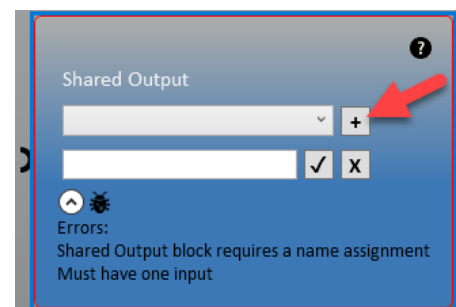 ?
Shared Output
+
✓ X
Errors:
Shared Output block requires a name assignment
Must have one input